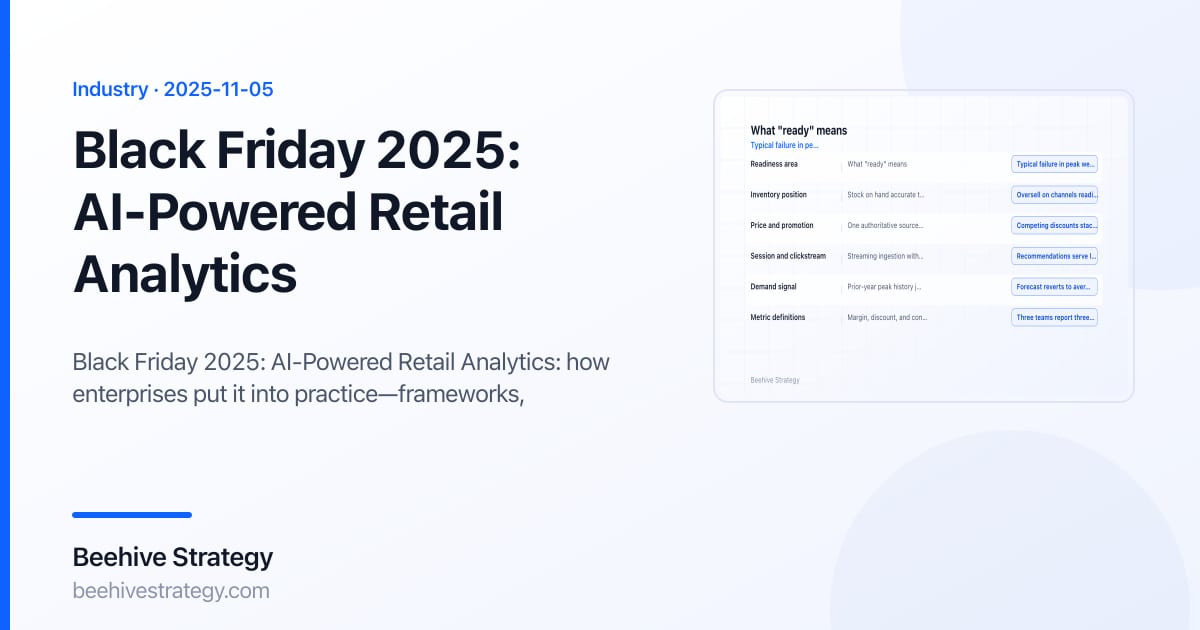 Industry · 2025-11-05
Black Friday 2025:
AI-Powered Retail
Analytics
Black Friday 2025: AI-Powered Retail Analytics: how
enterprises put it into practice—frameworks,
Beehive Strategy
beehivestrategy.com
What "ready" means
Typical failure in pe...
Readiness area What "ready" means Typical failure in peak we...
Inventory position Stock on hand accurate t... Oversell on channels readi...
Price and promotion One authoritative source... Competing discounts stac...
Session and clickstream Streaming ingestion with... Recommendations serve l...
Demand signal Prior-year peak history j... Forecast reverts to aver...
Metric definitions Margin, discount, and con... Three teams report three...
Beehive Strategy